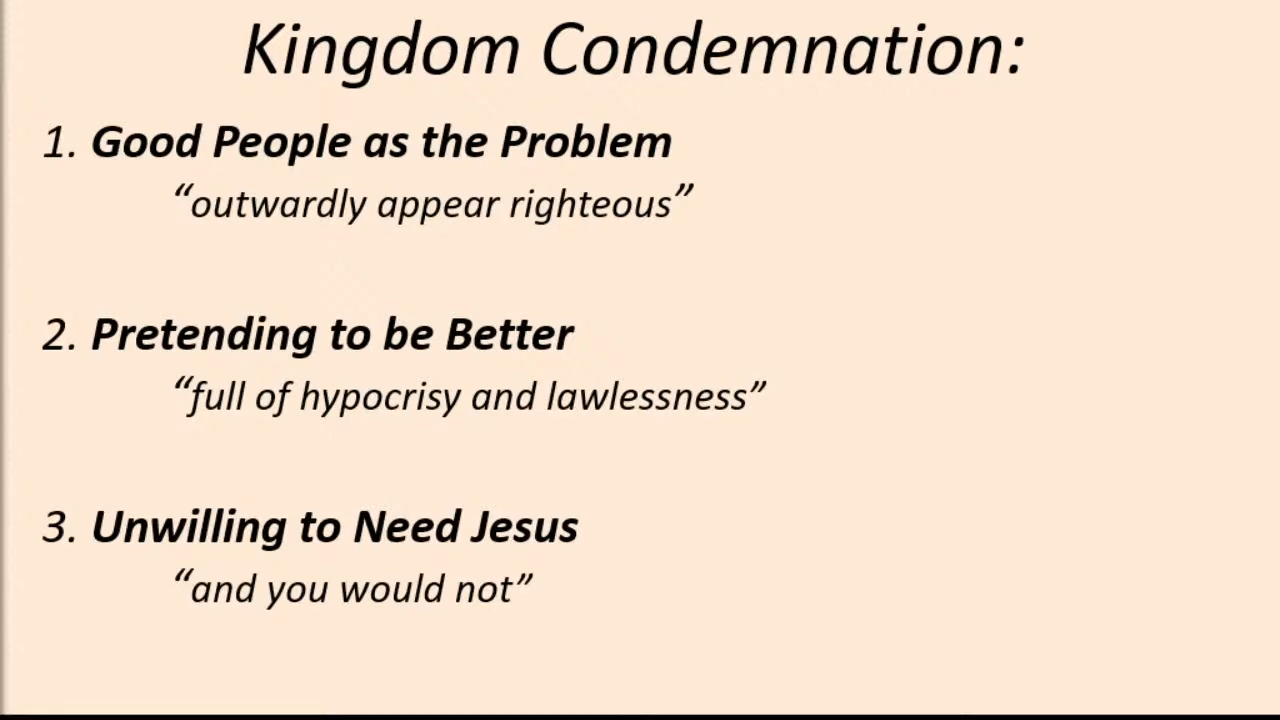 Kingdom Condemnation:
1. Good People as the Problem
“outwardly appear righteous”
2. Pretending to be Better
“full of hypocrisy and lawlessness”
3. Unwilling to Need Jesus
“and you would not”